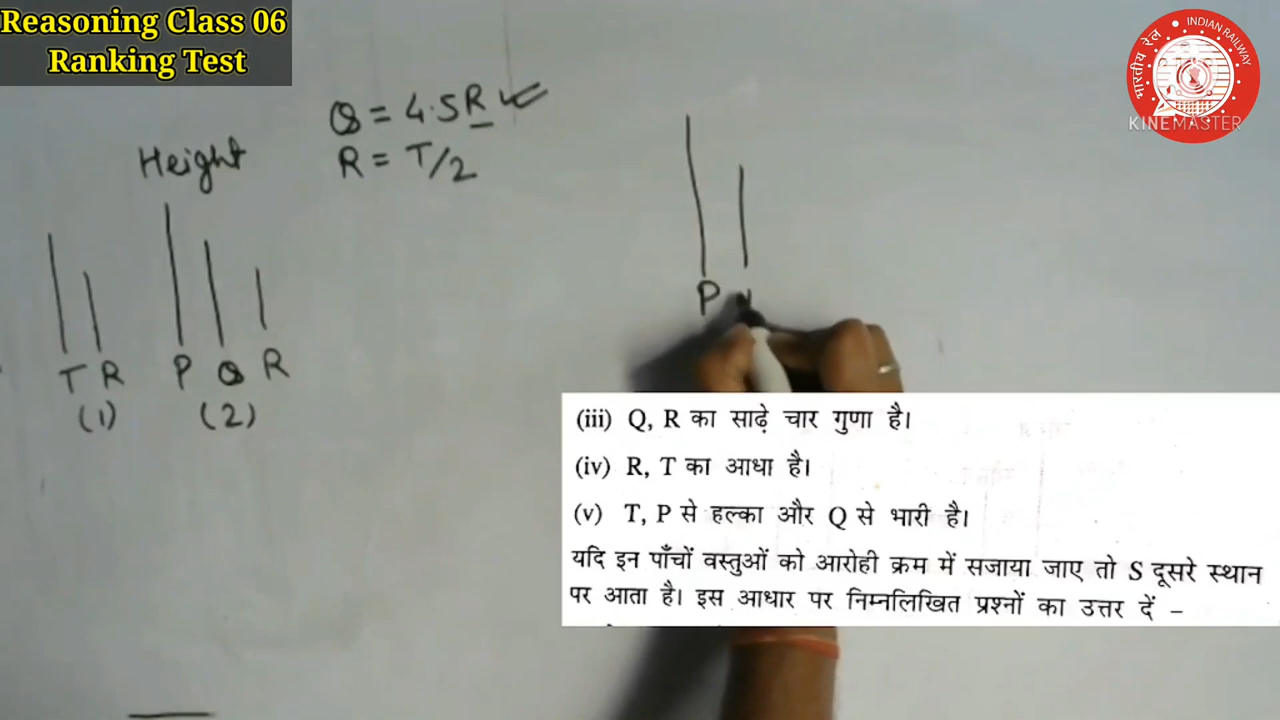 Reasoning Class 06
Ranking Test
भारतीय रेल
INDIAN RAILWAY
KINEMASTER
Q = 4.5R
R = T/2
Height
T R
(1)
P Q R
(2)
P
(iii) Q, R का साढ़े चार गुणा है।
(iv) R, T का आधा है।
(v) T, P से हल्का और Q से भारी है।
यदि इन पाँचों वस्तुओं को आरोही क्रम में सजाया जाए तो S दूसरे स्थान
पर आता है। इस आधार पर निम्नलिखित प्रश्नों का उत्तर दें –